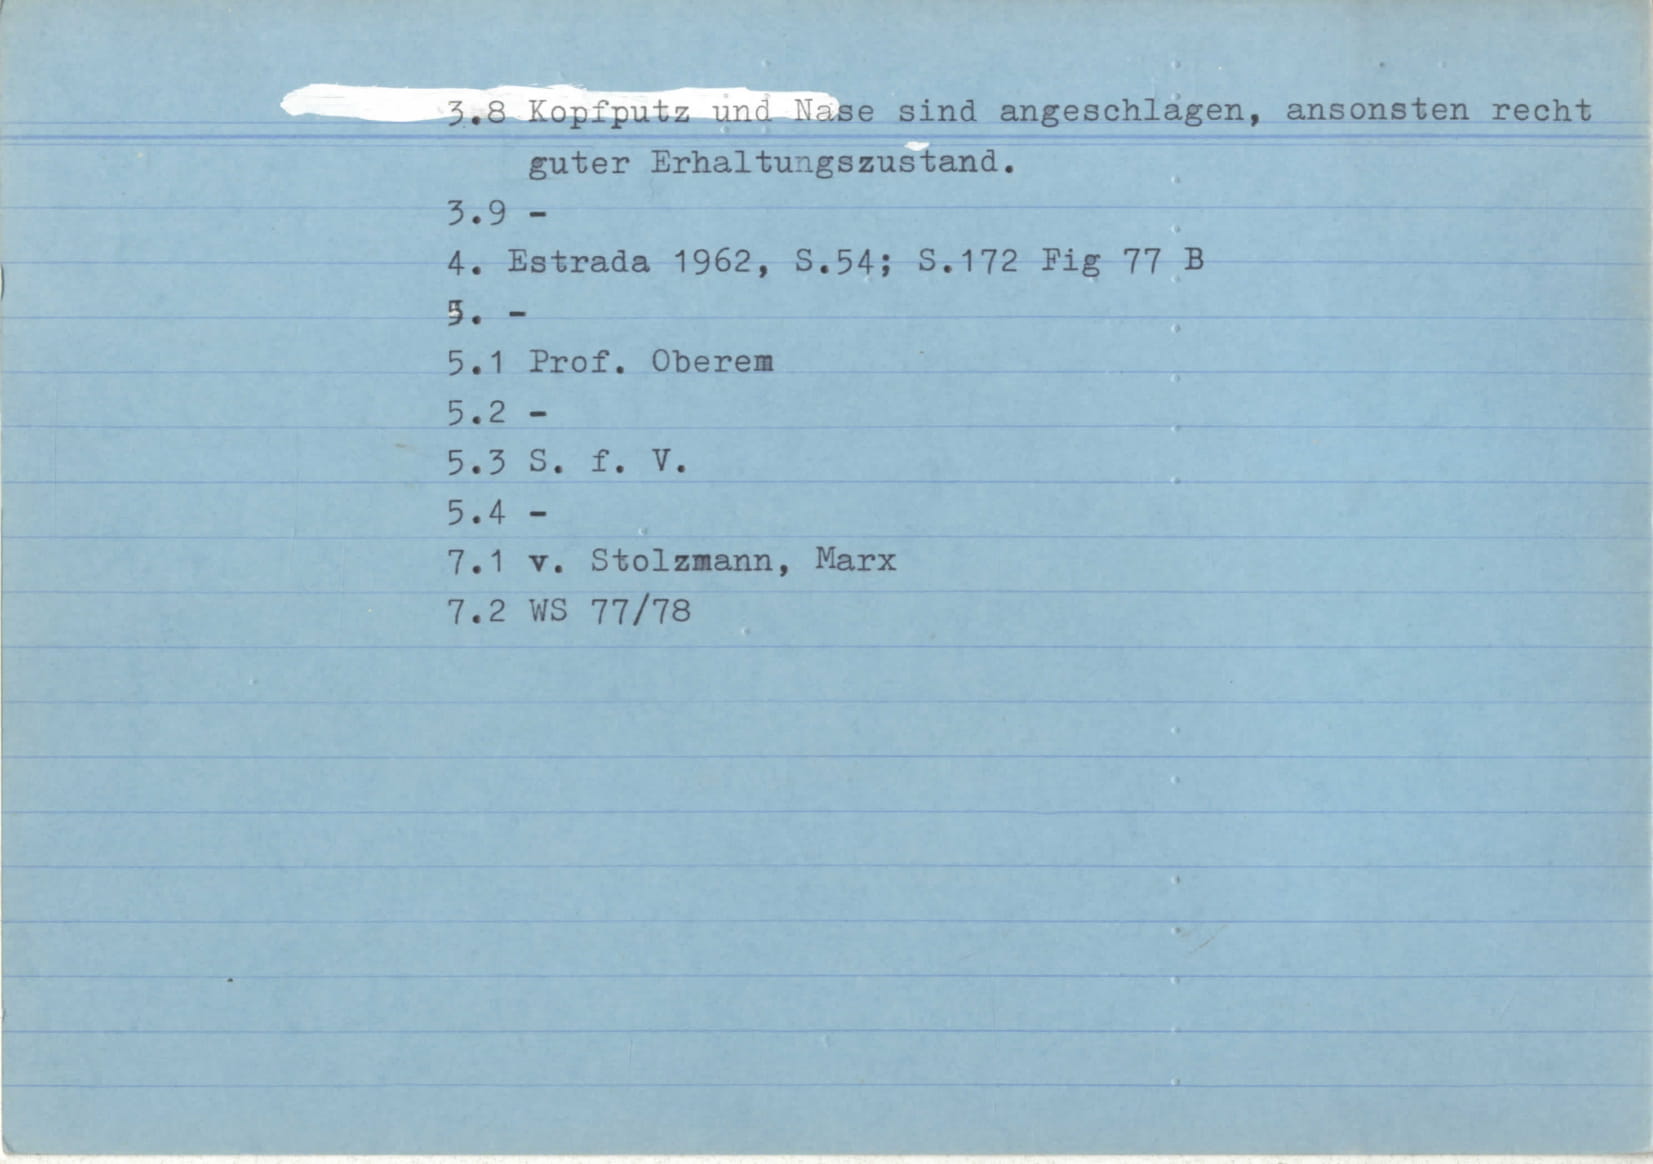 3.8 Kopfputz und Nase sind angeschlagen, ansonsten recht
guter Erhaltungszustand.
3.9 -
4. Estrada 1962, S.54; S.172 Fig 77 B
5. -
5.1 Prof. Oberem
5.2 -
5.3 S. f. V.
5.4 -
7.1 v. Stolzmann, Marx
7.2 WS 77/78